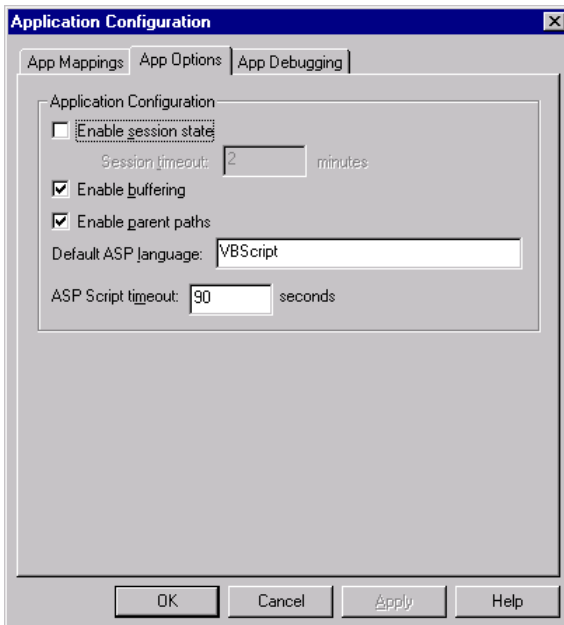 Application Configuration
App Mappings App Options App Debugging
Application Configuration
Enable session state
Session timeout: 2 minutes
Enable buffering
Enable parent paths
Default ASP language: VBScript
ASP Script timeout: 90 seconds
OK Cancel Apply Help